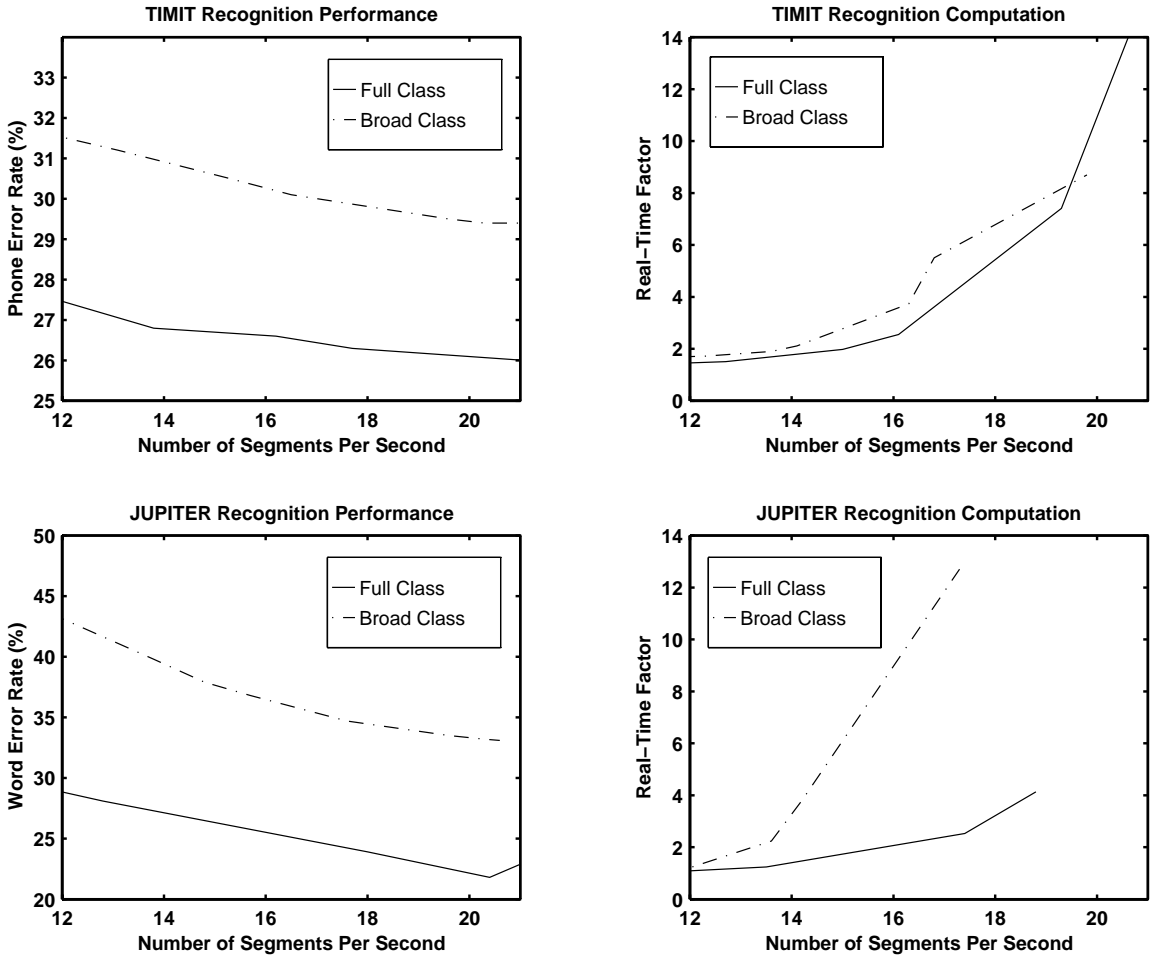 TIMIT Recognition Performance
Phone Error Rate (%)
33
32
31
30
29
28
27
26
25
Full Class
Broad Class
12 14 16 18 20
Number of Segments Per Second
TIMIT Recognition Computation
Real-Time Factor
14
12
10
8
6
4
2
0
Full Class
Broad Class
12 14 16 18 20
Number of Segments Per Second
JUPITER Recognition Performance
Word Error Rate (%)
50
45
40
35
30
25
20
Full Class
Broad Class
12 14 16 18 20
Number of Segments Per Second
JUPITER Recognition Computation
Real-Time Factor
14
12
10
8
6
4
2
0
Full Class
Broad Class
12 14 16 18 20
Number of Segments Per Second